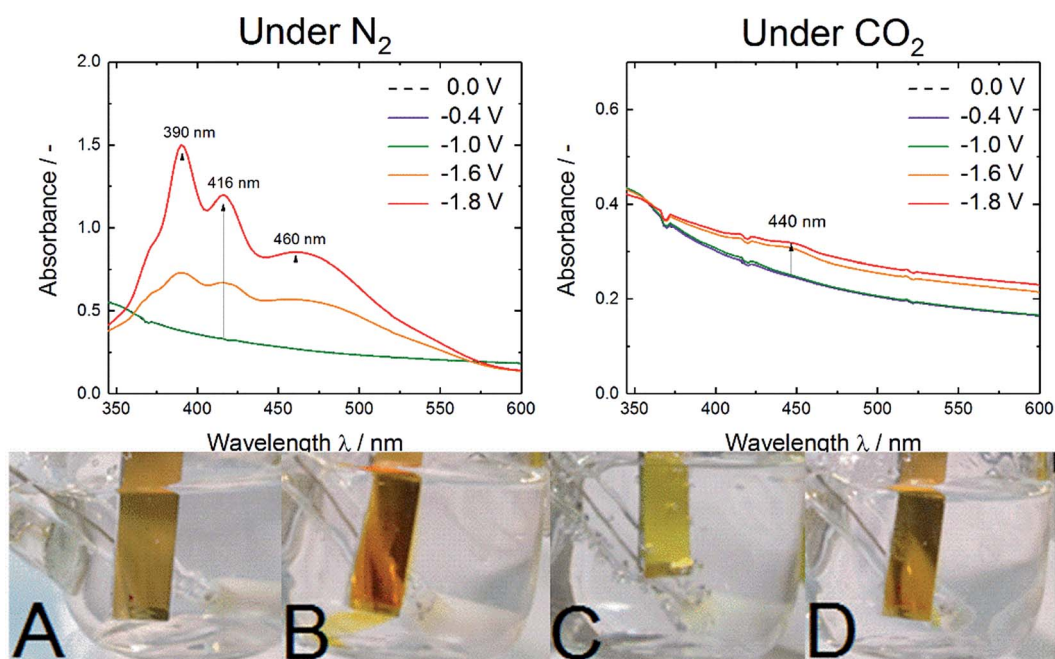 Under N₂
Under CO₂
2.0
1.5
1.0
0.5
0.0
Absorbance / -
390 nm
416 nm
460 nm
0.0 V
-0.4 V
-1.0 V
-1.6 V
-1.8 V
350 400 450 500 550 600
Wavelength λ / nm
0.6
0.4
0.2
0.0
Absorbance / -
440 nm
0.0 V
-0.4 V
-1.0 V
-1.6 V
-1.8 V
350 400 450 500 550 600
Wavelength λ / nm
A
B
C
D